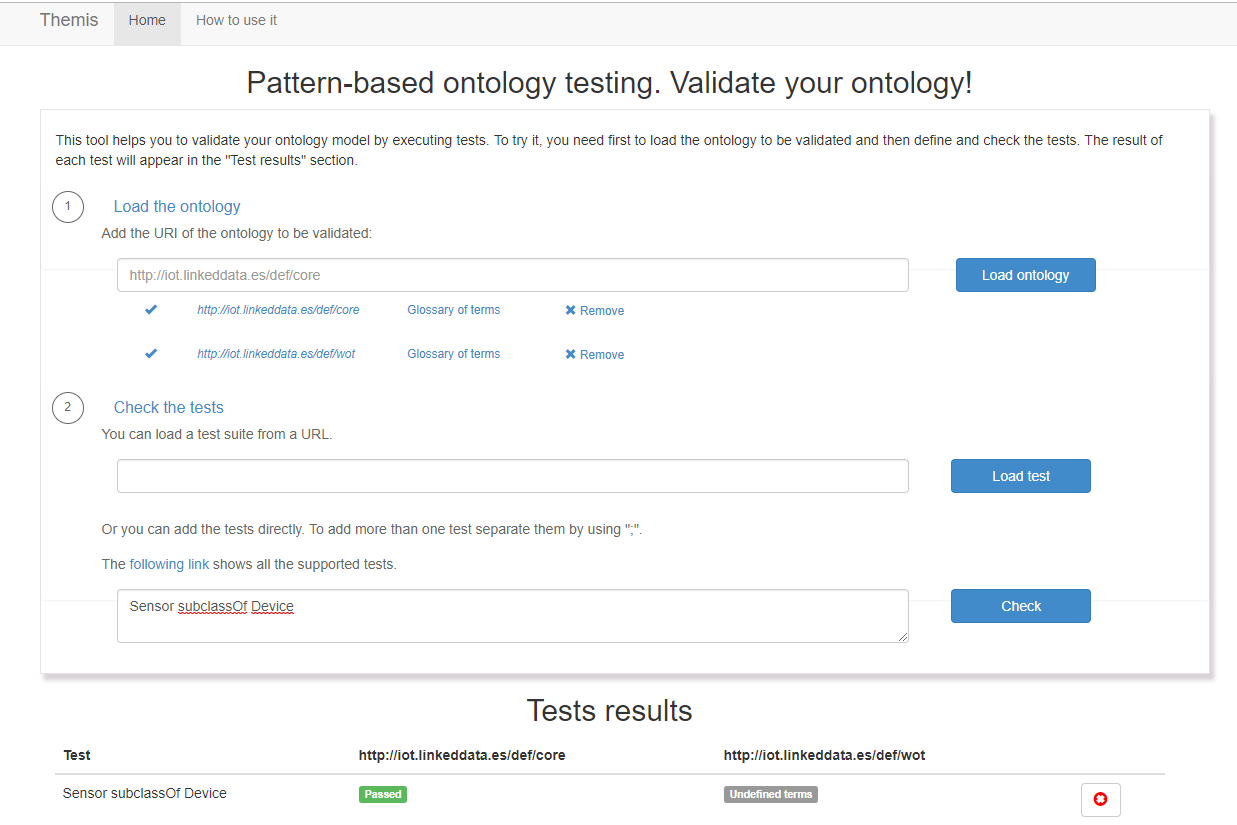 Themis Home How to use it
Pattern-based ontology testing. Validate your ontology!
This tool helps you to validate your ontology model by executing tests. To try it, you need first to load the ontology to be validated and then define and check the tests. The result of
each test will appear in the "Test results" section.
1 Load the ontology
Add the URI of the ontology to be validated:
http://iot.linkeddata.es/def/core Load ontology
http://iot.linkeddata.es/def/core Glossary of terms Remove
http://iot.linkeddata.es/def/wot Glossary of terms Remove
2 Check the tests
You can load a test suite from a URL.
Load test
Or you can add the tests directly. To add more than one test separate them by using ";".
The following link shows all the supported tests.
Sensor subclassOf Device Check
Tests results
Test http://iot.linkeddata.es/def/core http://iot.linkeddata.es/def/wot
Sensor subclassOf Device Passed Undefined terms